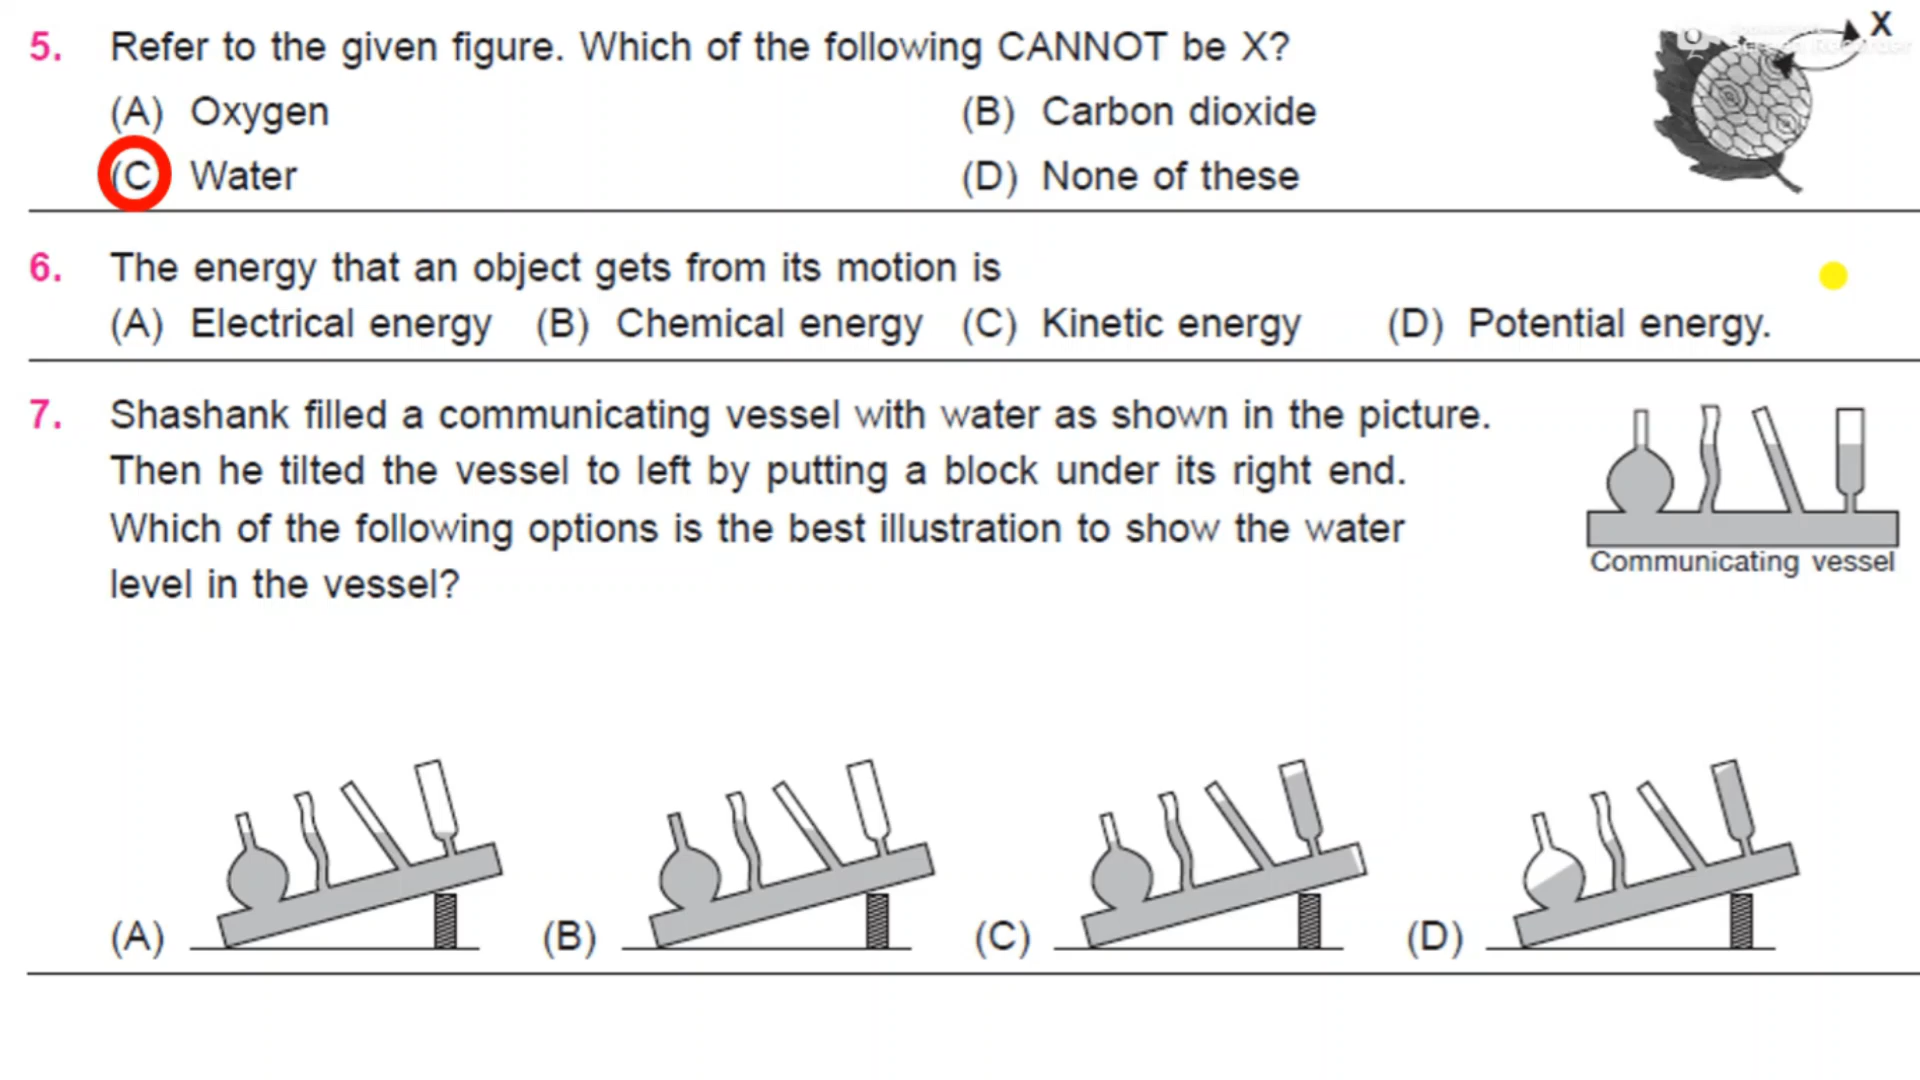 5. Refer to the given figure. Which of the following CANNOT be X?
X
(A) Oxygen (B) Carbon dioxide
(C Water (D) None of these
6. The energy that an object gets from its motion is
(A) Electrical energy (B) Chemical energy (C) Kinetic energy (D) Potential energy.
7. Shashank filled a communicating vessel with water as shown in the picture.
Then he tilted the vessel to left by putting a block under its right end.
Which of the following options is the best illustration to show the water
level in the vessel?
Communicating vessel
(A) (B) (C) (D)